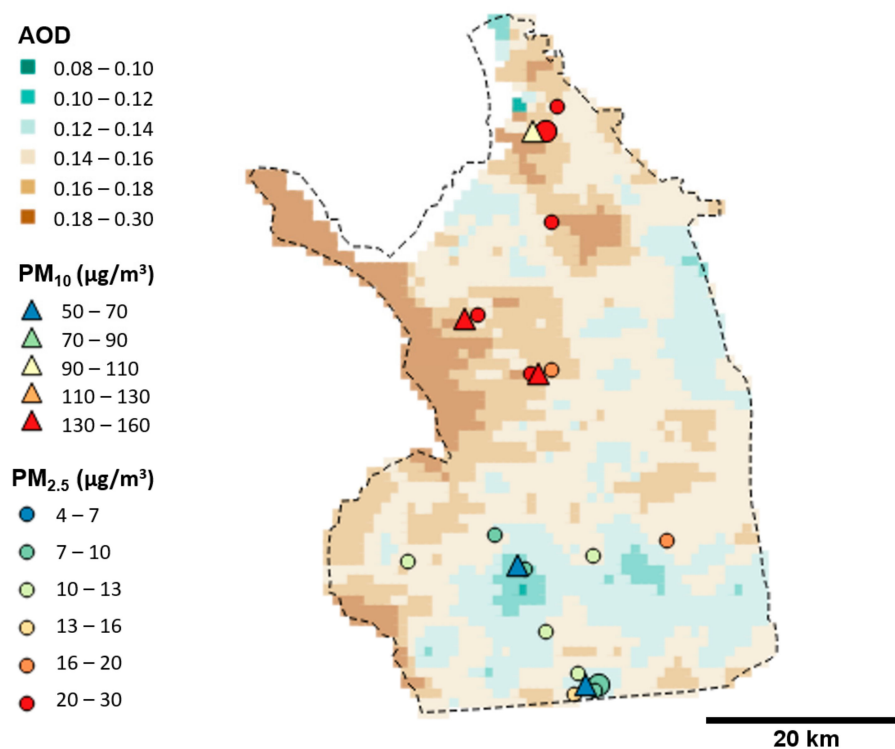 AOD
0.08 – 0.10
0.10 – 0.12
0.12 – 0.14
0.14 – 0.16
0.16 – 0.18
0.18 – 0.30
PM₁₀ (µg/m³)
50 – 70
70 – 90
90 – 110
110 – 130
130 – 160
PM₂.₅ (µg/m³)
4 – 7
7 – 10
10 – 13
13 – 16
16 – 20
20 – 30
20 km